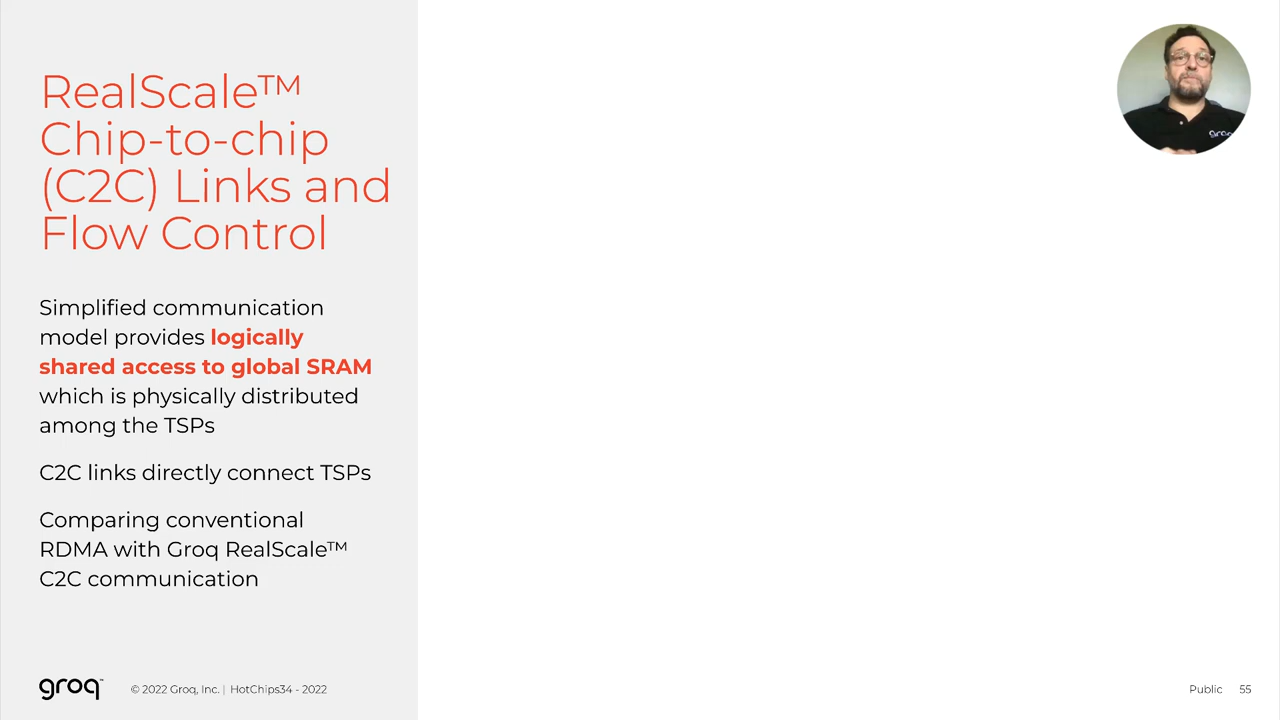 RealScale™
Chip-to-chip
(C2C) Links and
Flow Control
Simplified communication
model provides logically
shared access to global SRAM
which is physically distributed
among the TSPs
C2C links directly connect TSPs
Comparing conventional
RDMA with Groq RealScale™
C2C communication
groq™
© 2022 Groq, Inc. | HotChips34 - 2022
Public 55
groq